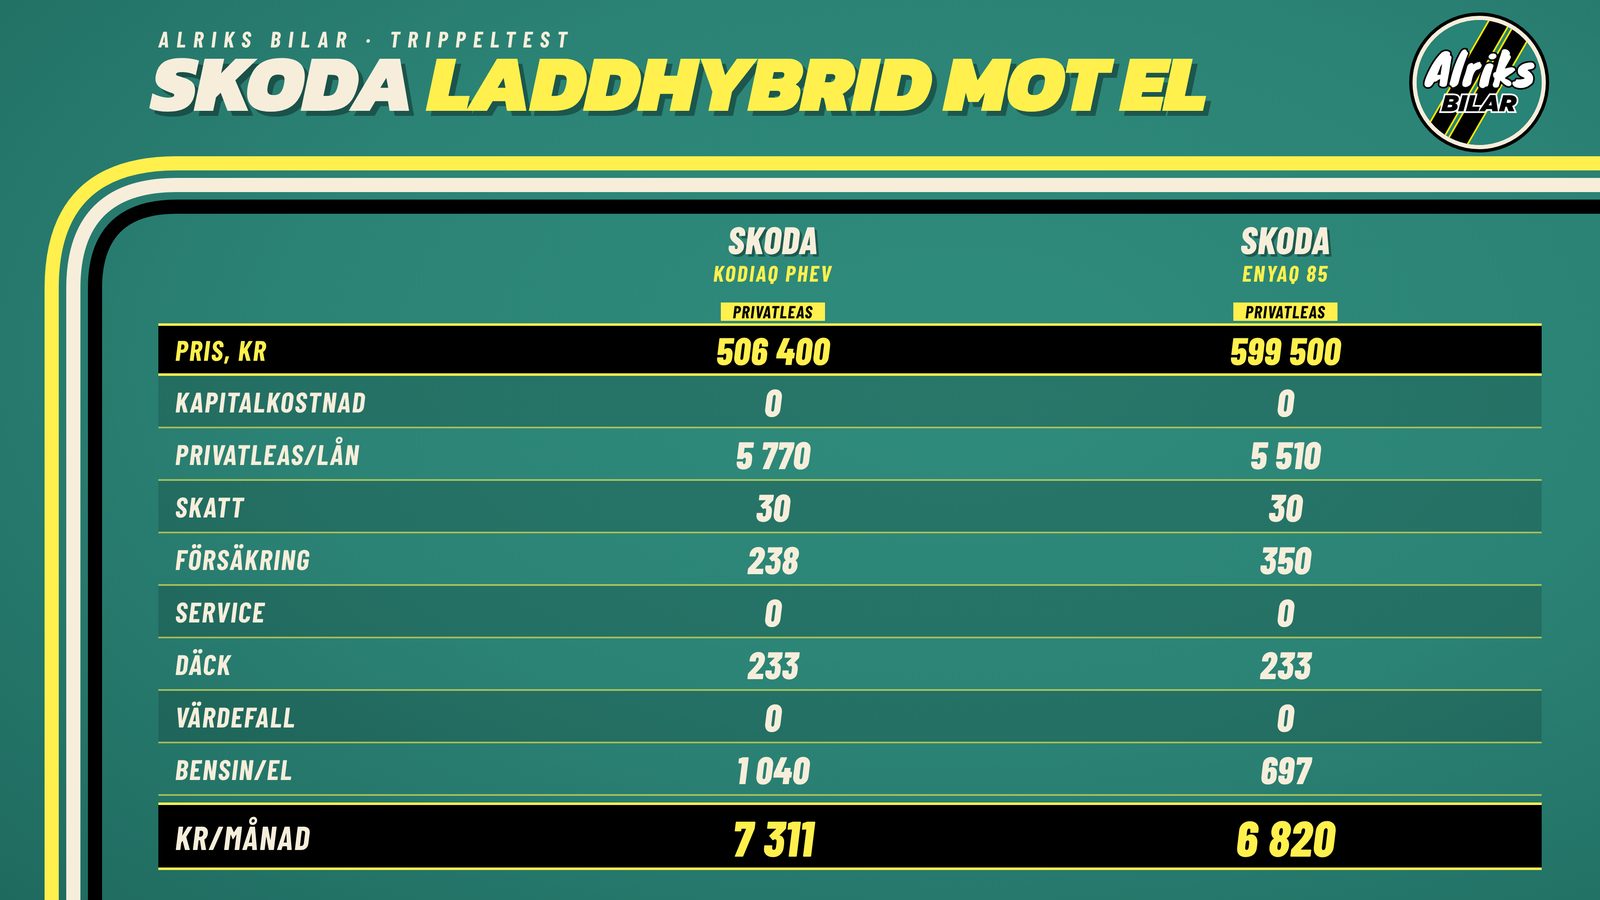 ALRIKS BILAR · TRIPPELTEST
SKODA LADDHYBRID MOT EL
Alriks
BILAR
SKODA SKODA
KODIAQ PHEV ENYAQ 85
PRIVATLEAS PRIVATLEAS
PRIS, KR 506 400 599 500
KAPITALKOSTNAD 0 0
PRIVATLEAS/LÅN 5 770 5 510
SKATT 30 30
FÖRSÄKRING 238 350
SERVICE 0 0
DÄCK 233 233
VÄRDEFALL 0 0
BENSIN/EL 1 040 697
KR/MÅNAD 7 311 6 820